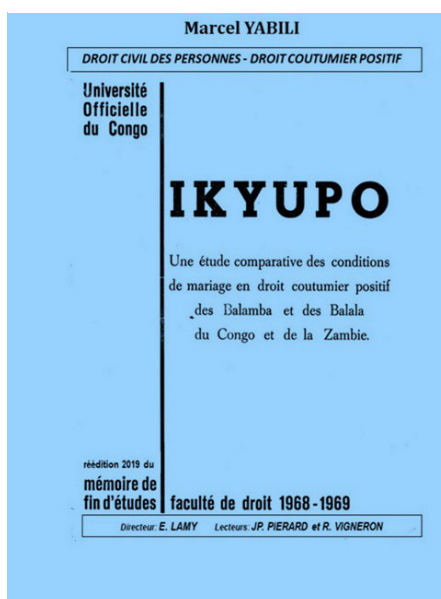 Marcel YABILI
DROIT CIVIL DES PERSONNES - DROIT COUTUMIER POSITIF
Université
Officielle
du Congo
IKYUPO
Une étude comparative des conditions
de mariage en droit coutumier positif
des Balamba et des Balala
du Congo et de la Zambie.
réédition 2019 du
mémoire de
fin d'études
faculté de droit 1968-1969
Directeur: E. LAMY Lecteurs: JP. PIERARD et R. VIGNERON